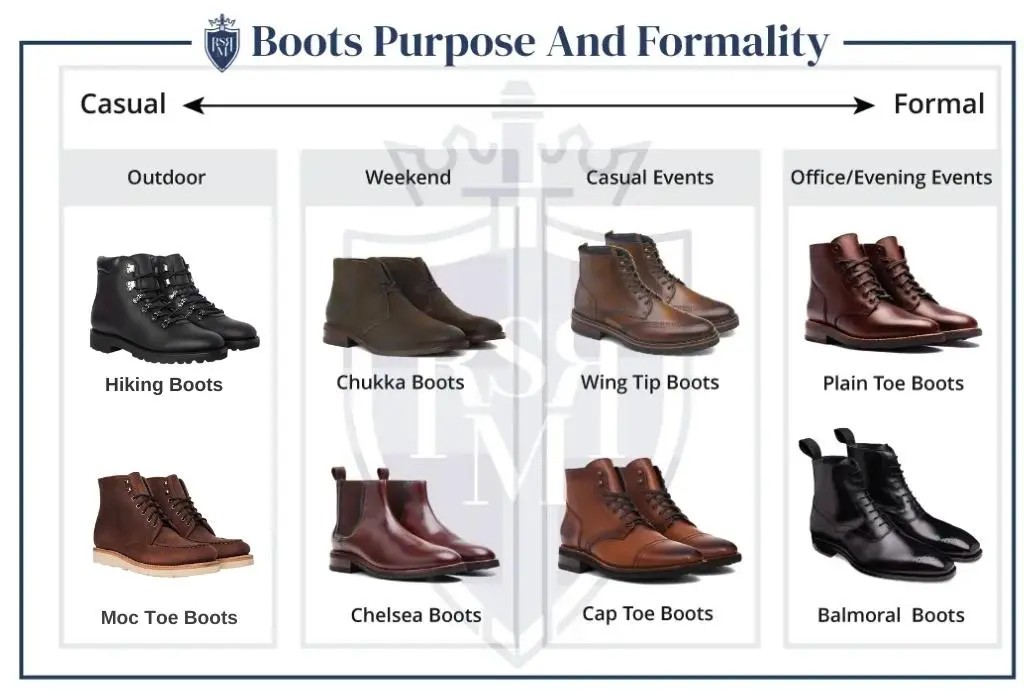 Boots Purpose And Formality
Casual
Formal
Outdoor
Weekend
Casual Events
Office/Evening Events
Hiking Boots
Chukka Boots
Wing Tip Boots
Plain Toe Boots
Moc Toe Boots
Chelsea Boots
Cap Toe Boots
Balmoral  Boots